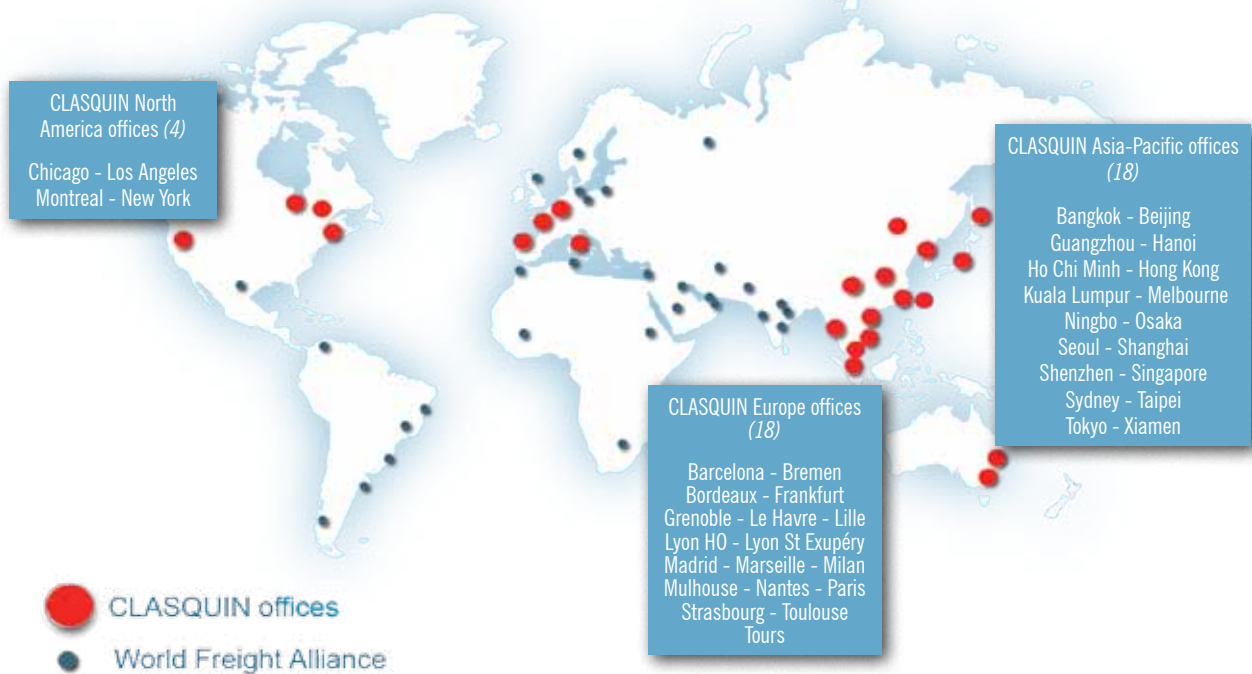 CLASQUIN North
America offices (4)
Chicago - Los Angeles
Montreal - New York
CLASQUIN Asia-Pacific offices
(18)
Bangkok - Beijing
Guangzhou - Hanoi
Ho Chi Minh - Hong Kong
Kuala Lumpur - Melbourne
Ningbo - Osaka
Seoul - Shanghai
Shenzhen - Singapore
Sydney - Taipei
Tokyo - Xiamen
CLASQUIN Europe offices
(18)
Barcelona - Bremen
Bordeaux - Frankfurt
Grenoble - Le Havre - Lille
Lyon HO - Lyon St Exupéry
Madrid - Marseille - Milan
Mulhouse - Nantes - Paris
Strasbourg - Toulouse
Tours
CLASQUIN offices
World Freight Alliance